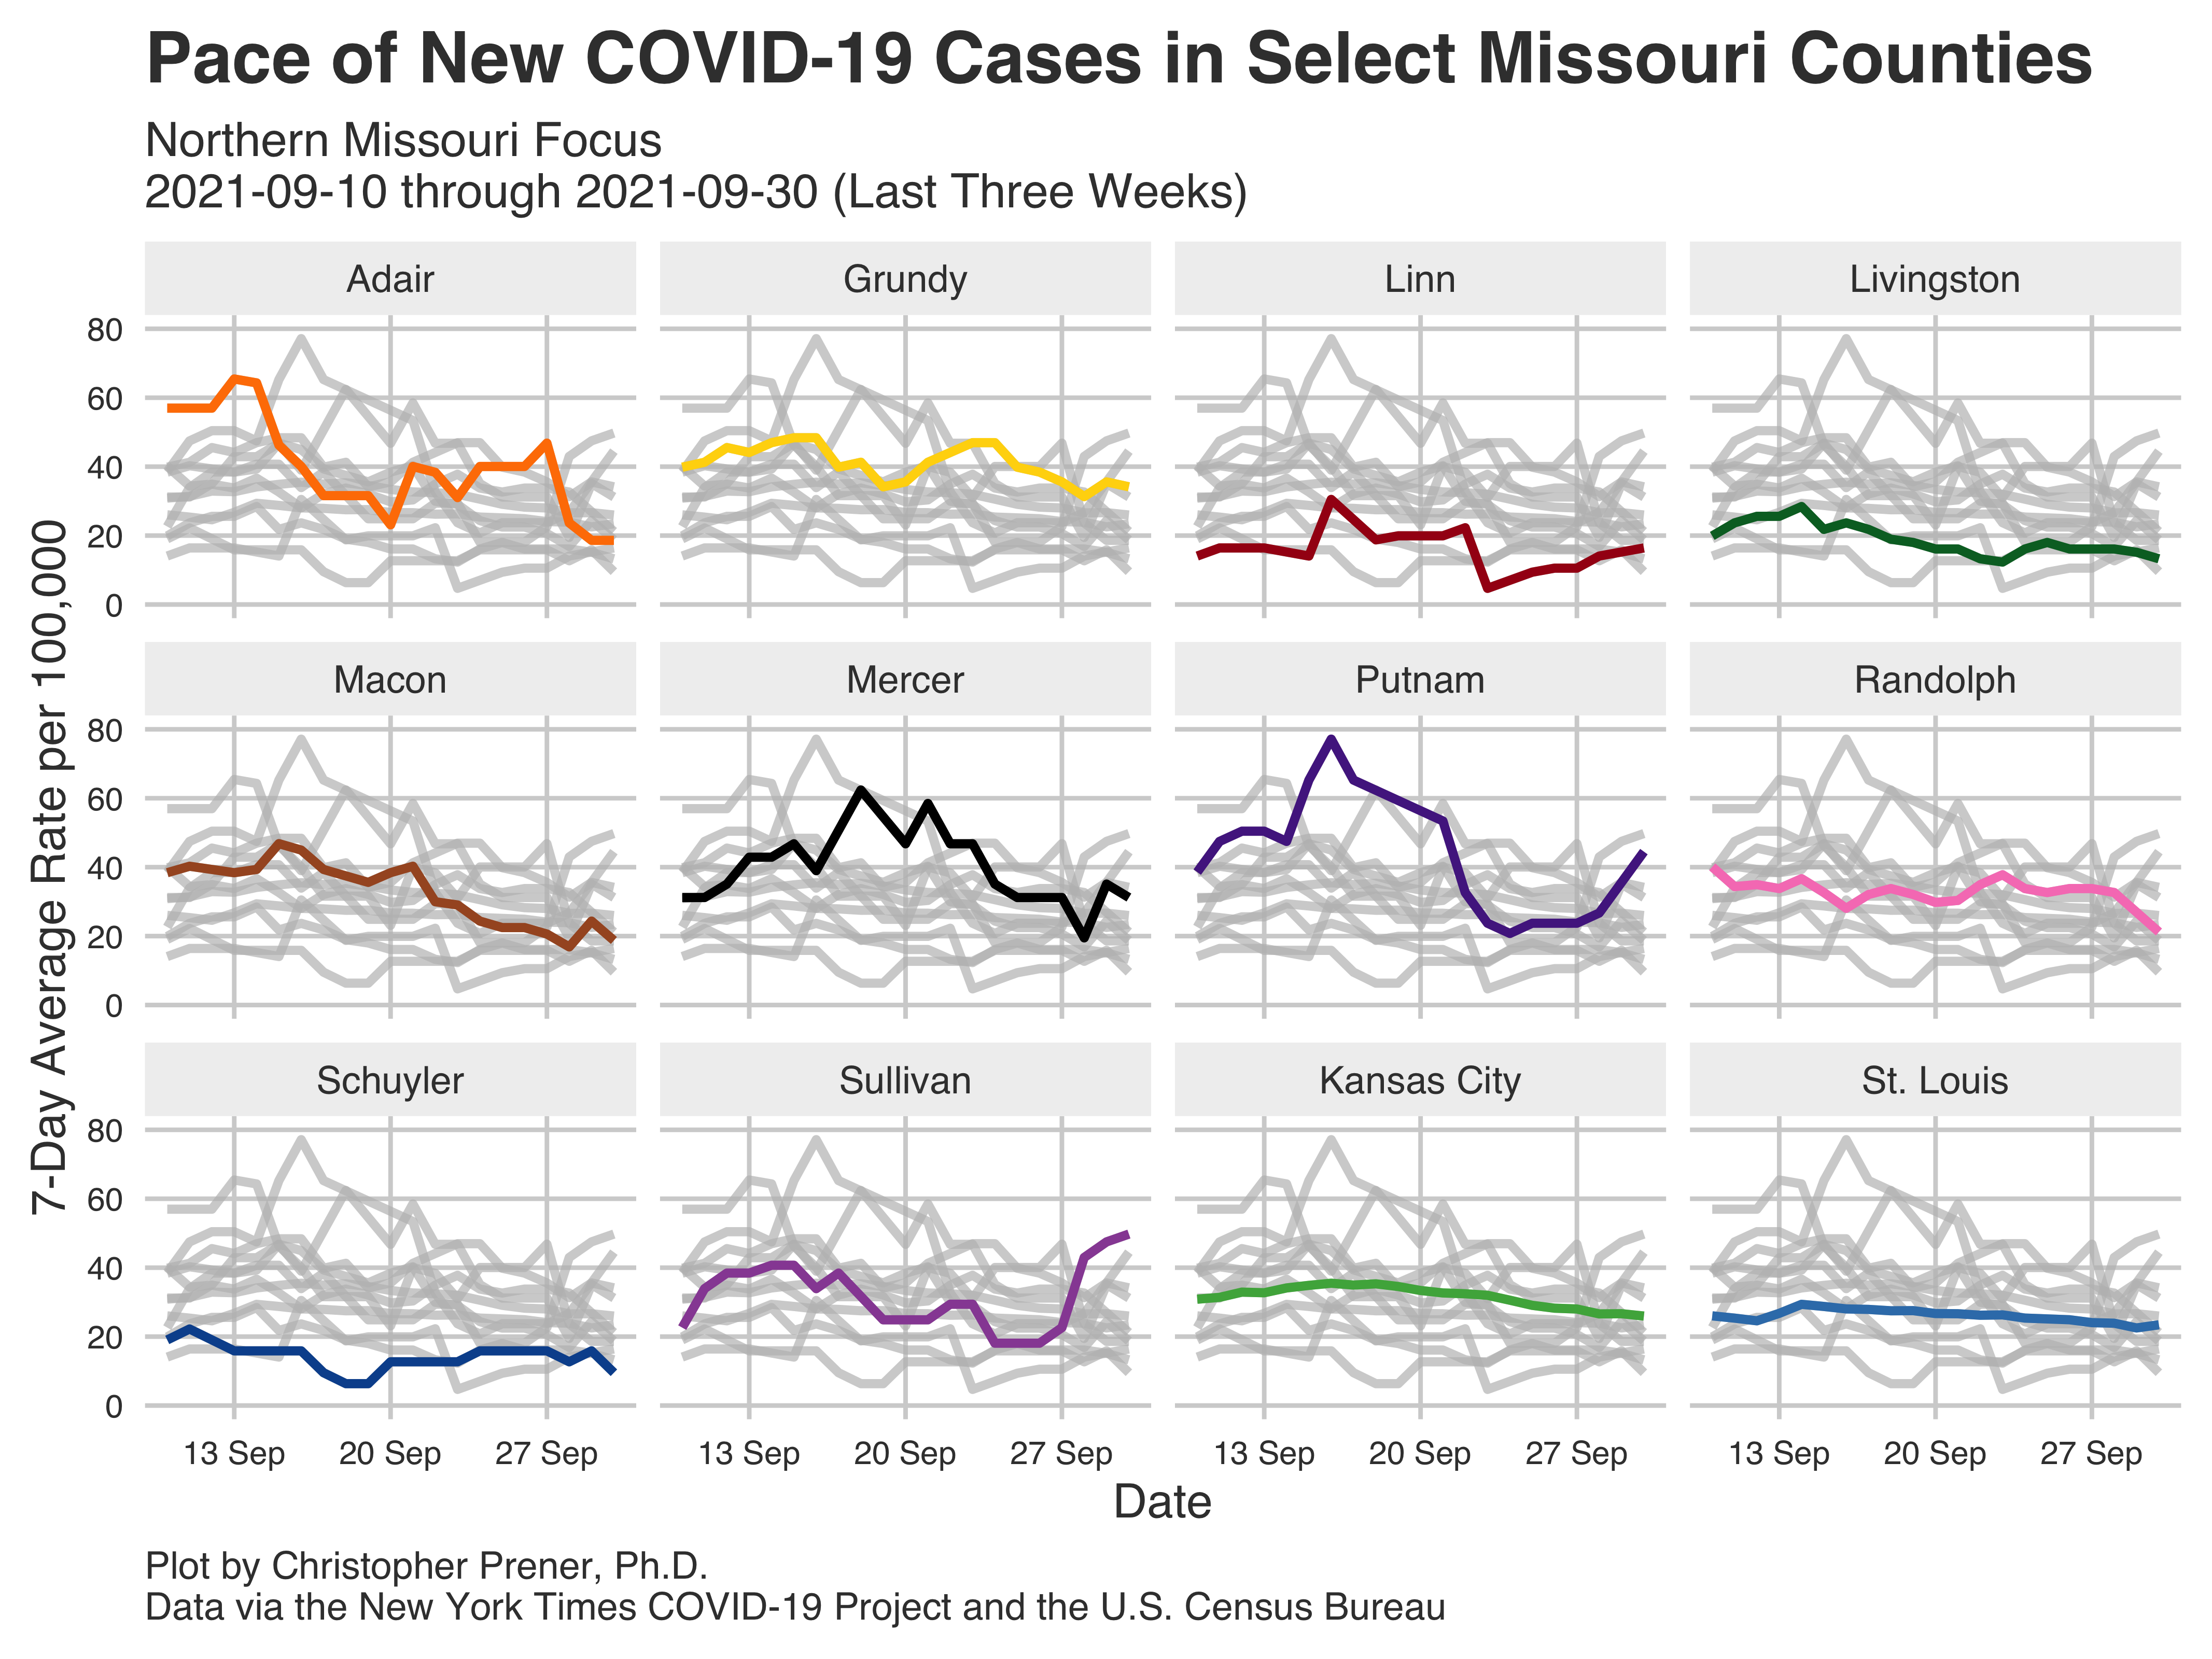 Pace of New COVID-19 Cases in Select Missouri Counties
Northern Missouri Focus
2021-09-10 through 2021-09-30 (Last Three Weeks)
7-Day Average Rate per 100,000
Adair
Grundy
Linn
Livingston
80
60
40
20
0
Macon
Mercer
Putnam
Randolph
80
60
40
20
0
Schuyler
Sullivan
Kansas City
St. Louis
80
60
40
20
0
13 Sep 20 Sep 27 Sep
13 Sep 20 Sep 27 Sep
13 Sep 20 Sep 27 Sep
13 Sep 20 Sep 27 Sep
Date
Plot by Christopher Prener, Ph.D.
Data via the New York Times COVID-19 Project and the U.S. Census Bureau